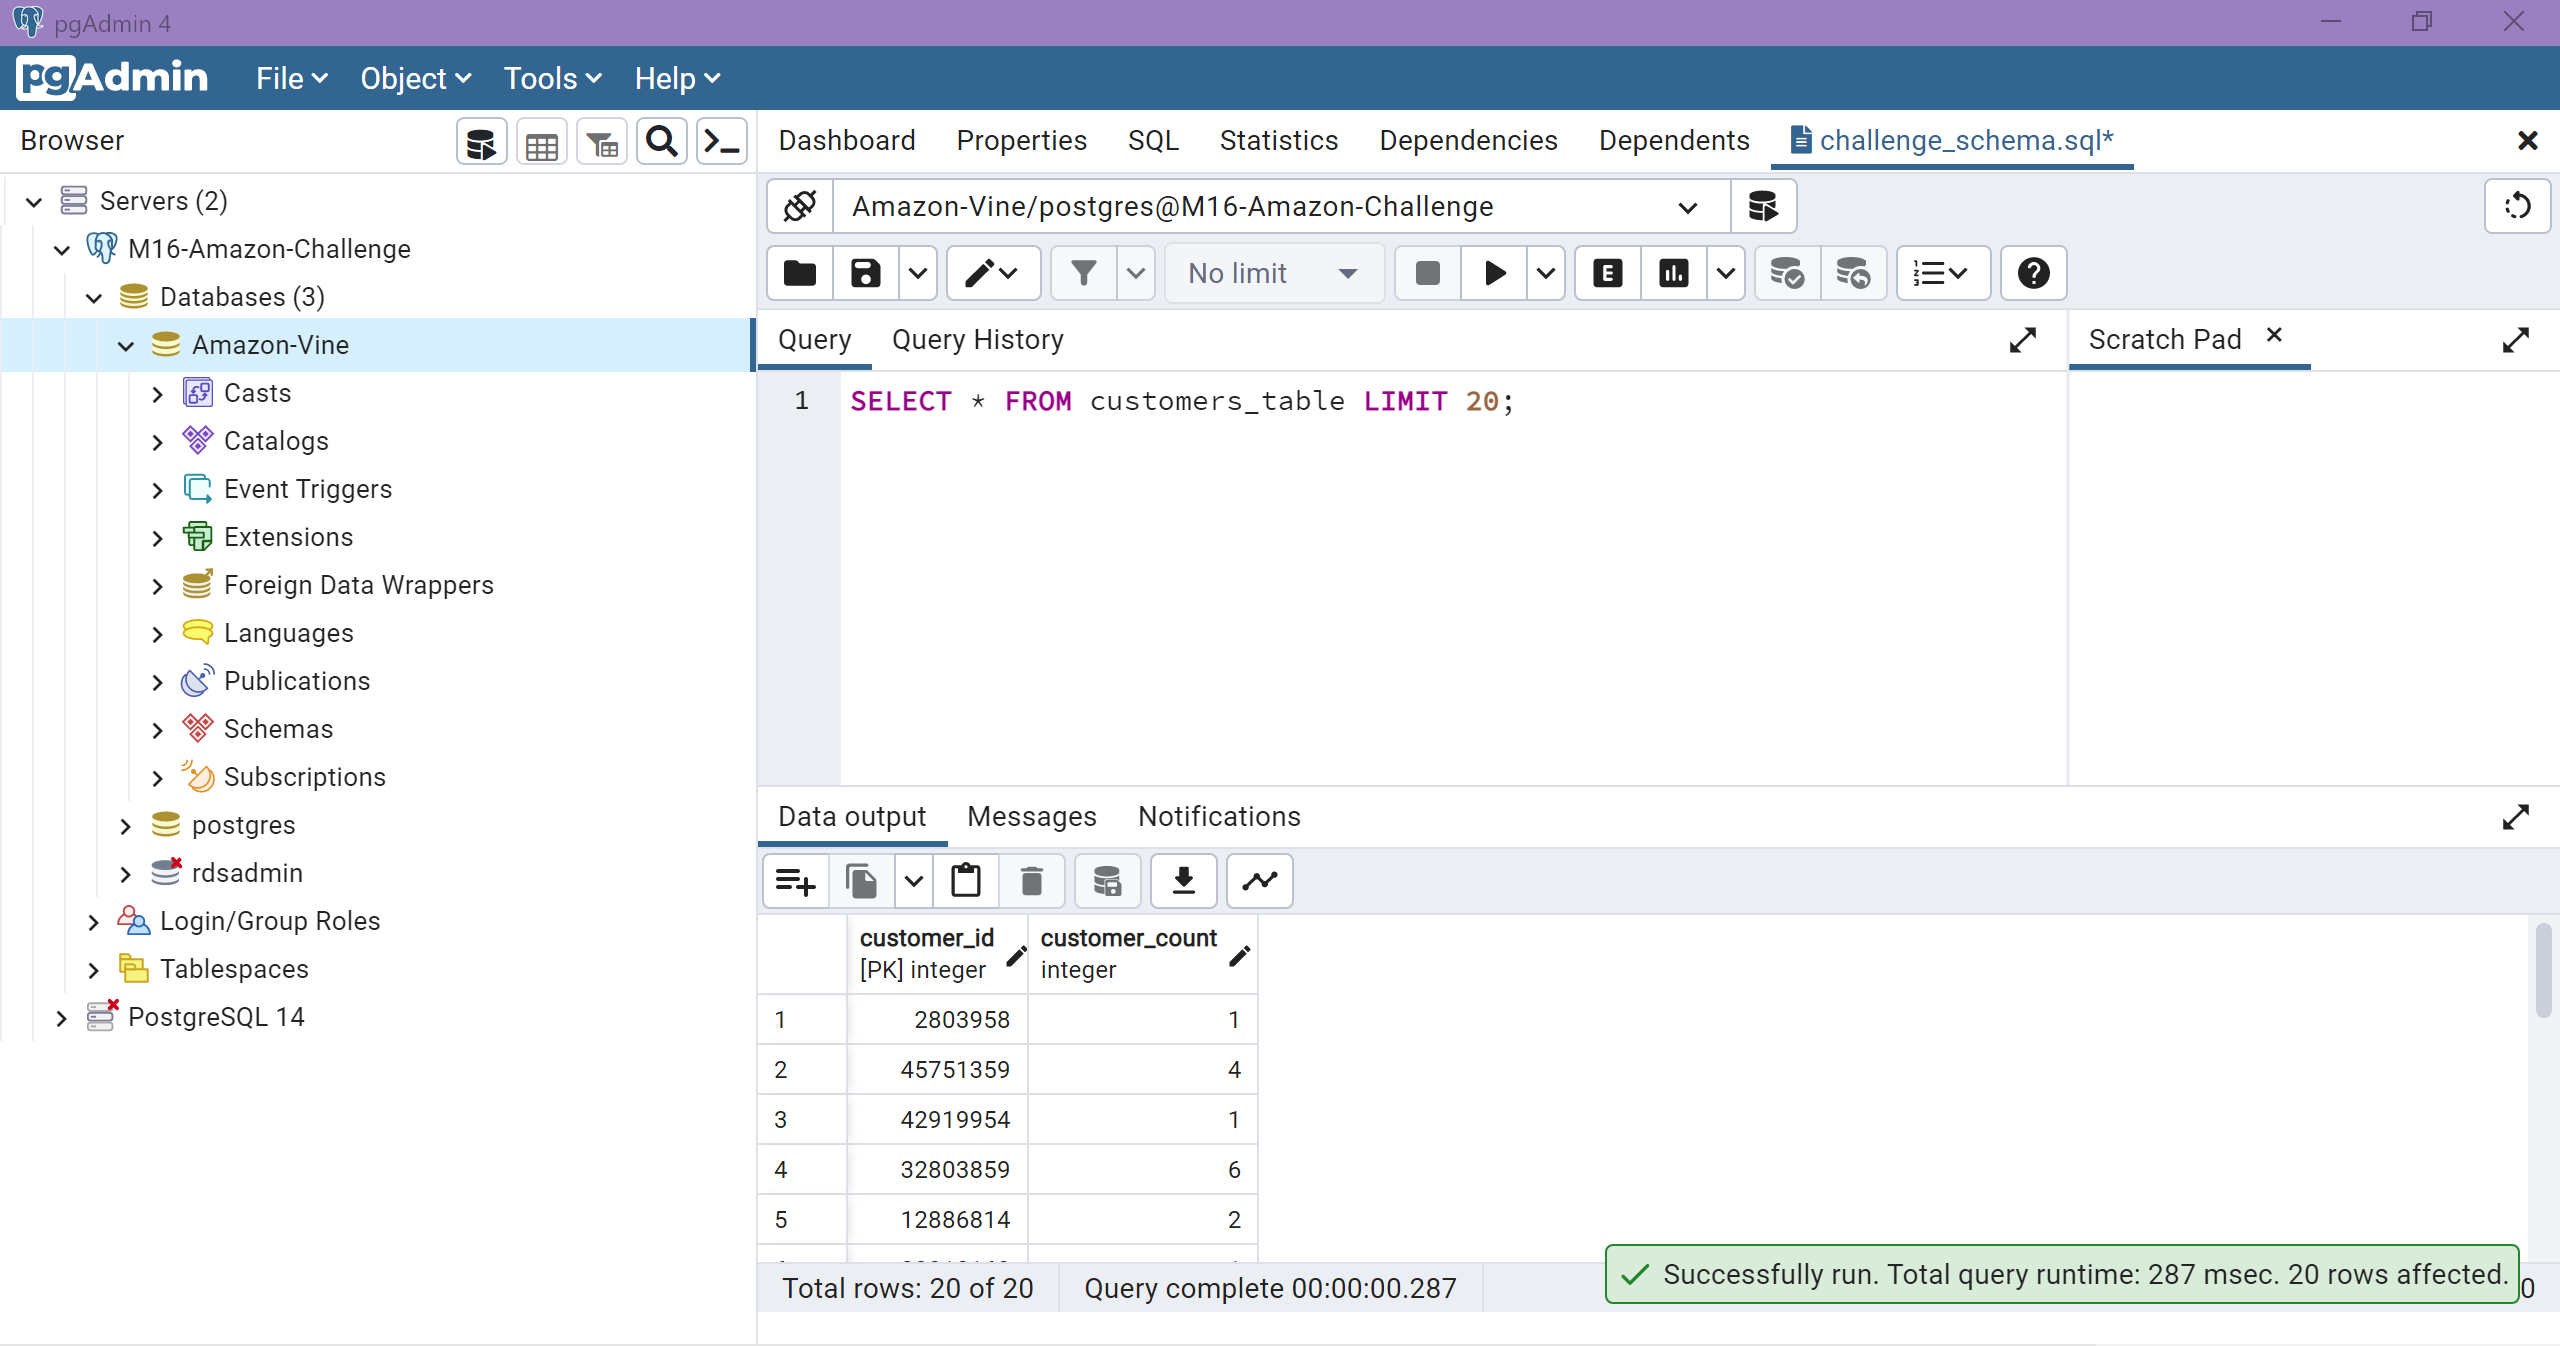 pgAdmin 4
pgAdmin File Object Tools Help
Browser
Dashboard Properties SQL Statistics Dependencies Dependents challenge_schema.sql*
Servers (2)
M16-Amazon-Challenge
Databases (3)
Amazon-Vine
Casts
Catalogs
Event Triggers
Extensions
Foreign Data Wrappers
Languages
Publications
Schemas
Subscriptions
postgres
rdsadmin
Login/Group Roles
Tablespaces
PostgreSQL 14
Amazon-Vine/postgres@M16-Amazon-Challenge
No limit
E
Query Query History
Scratch Pad
1 SELECT * FROM customers_table LIMIT 20;
Data output Messages Notifications
customer_id customer_count
[PK] integer integer
1 2803958 1
2 45751359 4
3 42919954 1
4 32803859 6
5 12886814 2
Total rows: 20 of 20 Query complete 00:00:00.287
Successfully run. Total query runtime: 287 msec. 20 rows affected.
0